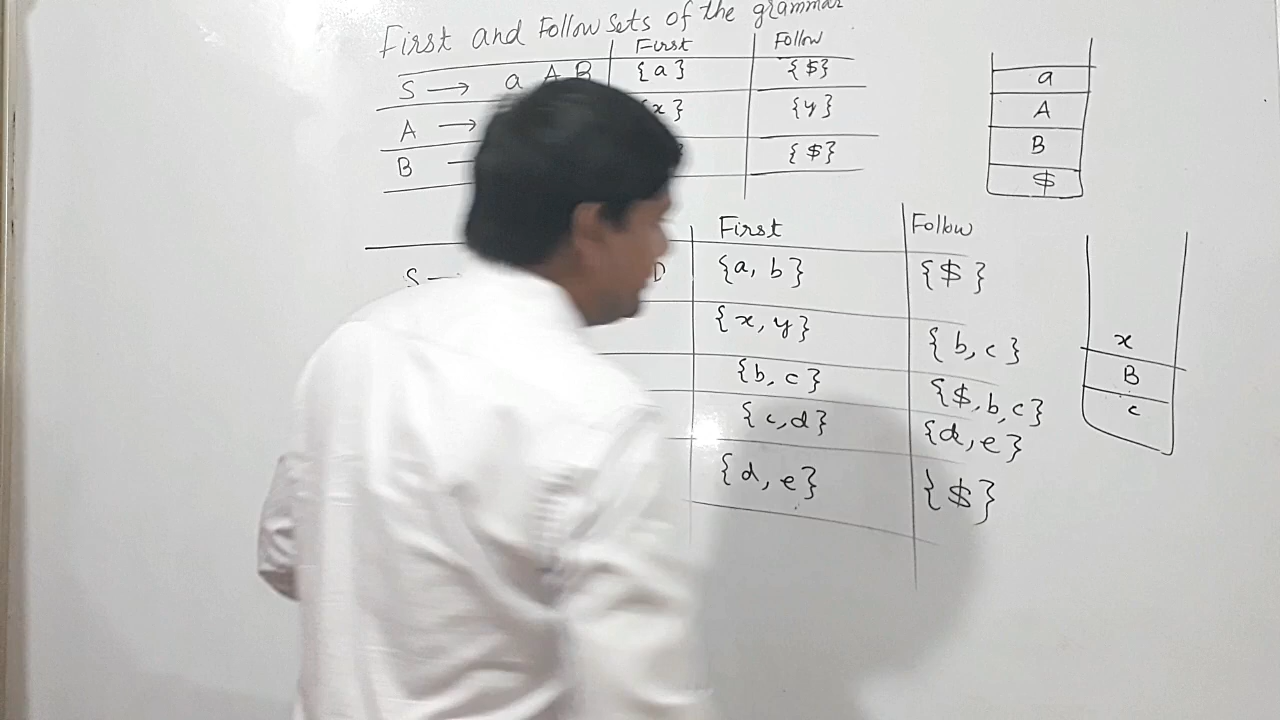 First and Follow Sets of the grammar
First Follow
S → a A B {a} {$}
A → {x} {y}
B {$}
a
A
B
$
First Follow
S D {a, b} {$}
{x, y} {b, c}
{b, c} {$, b, c}
{c, d} {d, e}
{d, e} {$}
x
B
c